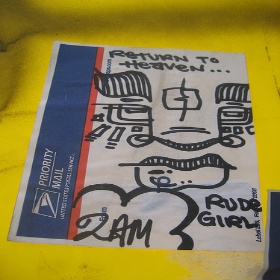 RETURN TO
HEAVEN...
PRIORITY
MAIL
UNITED STATES POSTAL SERVICE
2AM
RUDE
GIRL